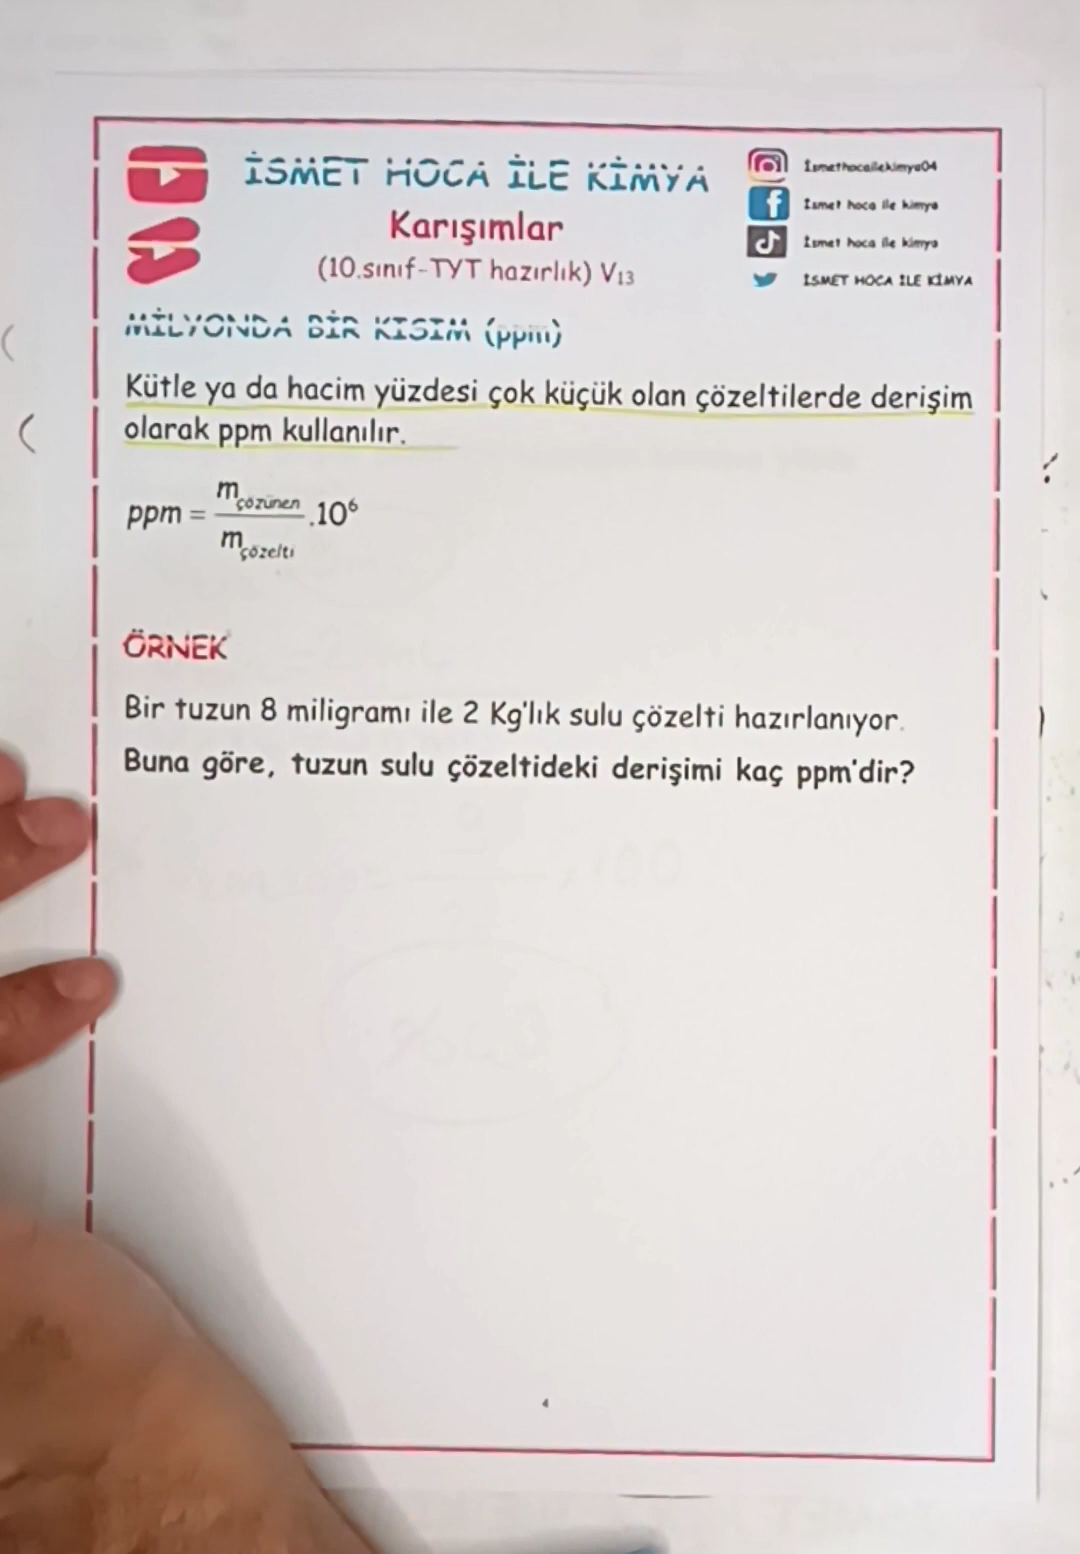 İSMET HOCA İLE KİMYA
Karışımlar
(10.sınıf-TYT hazırlık) V13
İsmethocailekimya04
İsmet hoca ile kimya
İsmet hoca ile kimya
İSMET HOCA İLE KİMYA
MİLYONDA BİR KISIM (ppm)
Kütle ya da hacim yüzdesi çok küçük olan çözeltilerde derişim
olarak ppm kullanılır.
ppm = mçözünen / mçözelti .10⁶
ÖRNEK
Bir tuzun 8 miligramı ile 2 Kg'lık sulu çözelti hazırlanıyor.
Buna göre, tuzun sulu çözeltideki derişimi kaç ppm'dir?
4